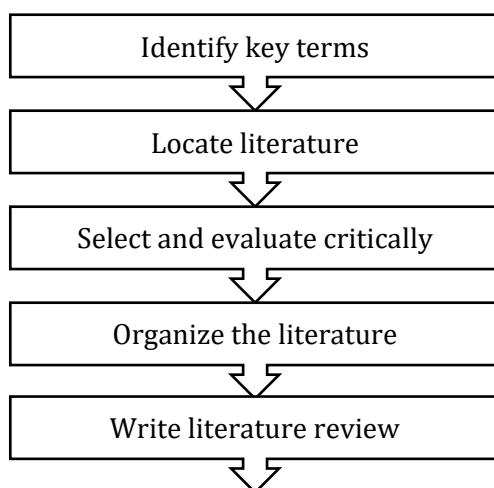 Identify key terms
Locate literature
Select and evaluate critically
Organize the literature
Write literature review